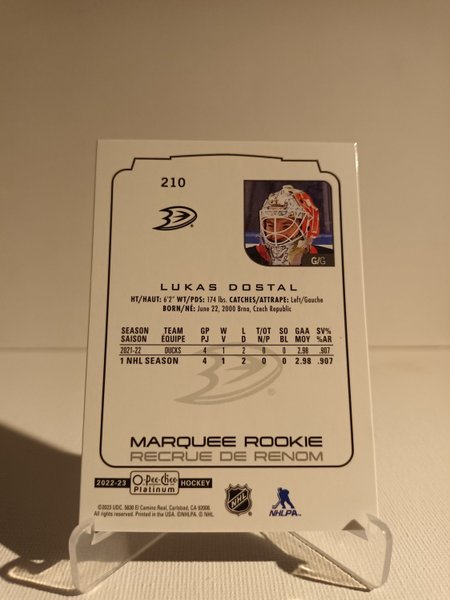 210
G/G
LUKAS DOSTAL
HT/HAUT: 6'2" WT/PDS: 174 lbs. CATCHES/ATTRAPE: Left/Gauche
BORN/NÉ: June 22, 2000 Brno, Czech Republic
SEASON TEAM GP W L T/OT SO GAA SV%
SAISON ÉQUIPE PJ V D N/P BL MOY %AR
2021-22 DUCKS 4 1 2 0 0 2.98 .907
1 NHL SEASON 4 1 2 0 0 2.98 .907
MARQUEE ROOKIE
RECRUE DE RENOM
2022-23 O-Pee-Chee Platinum HOCKEY
NHL
NHLPA
©2023 UDC. 5830 El Camino Real, Carlsbad, CA 92008.
All rights reserved. Printed in the USA. ©NHLPA. © NHL.